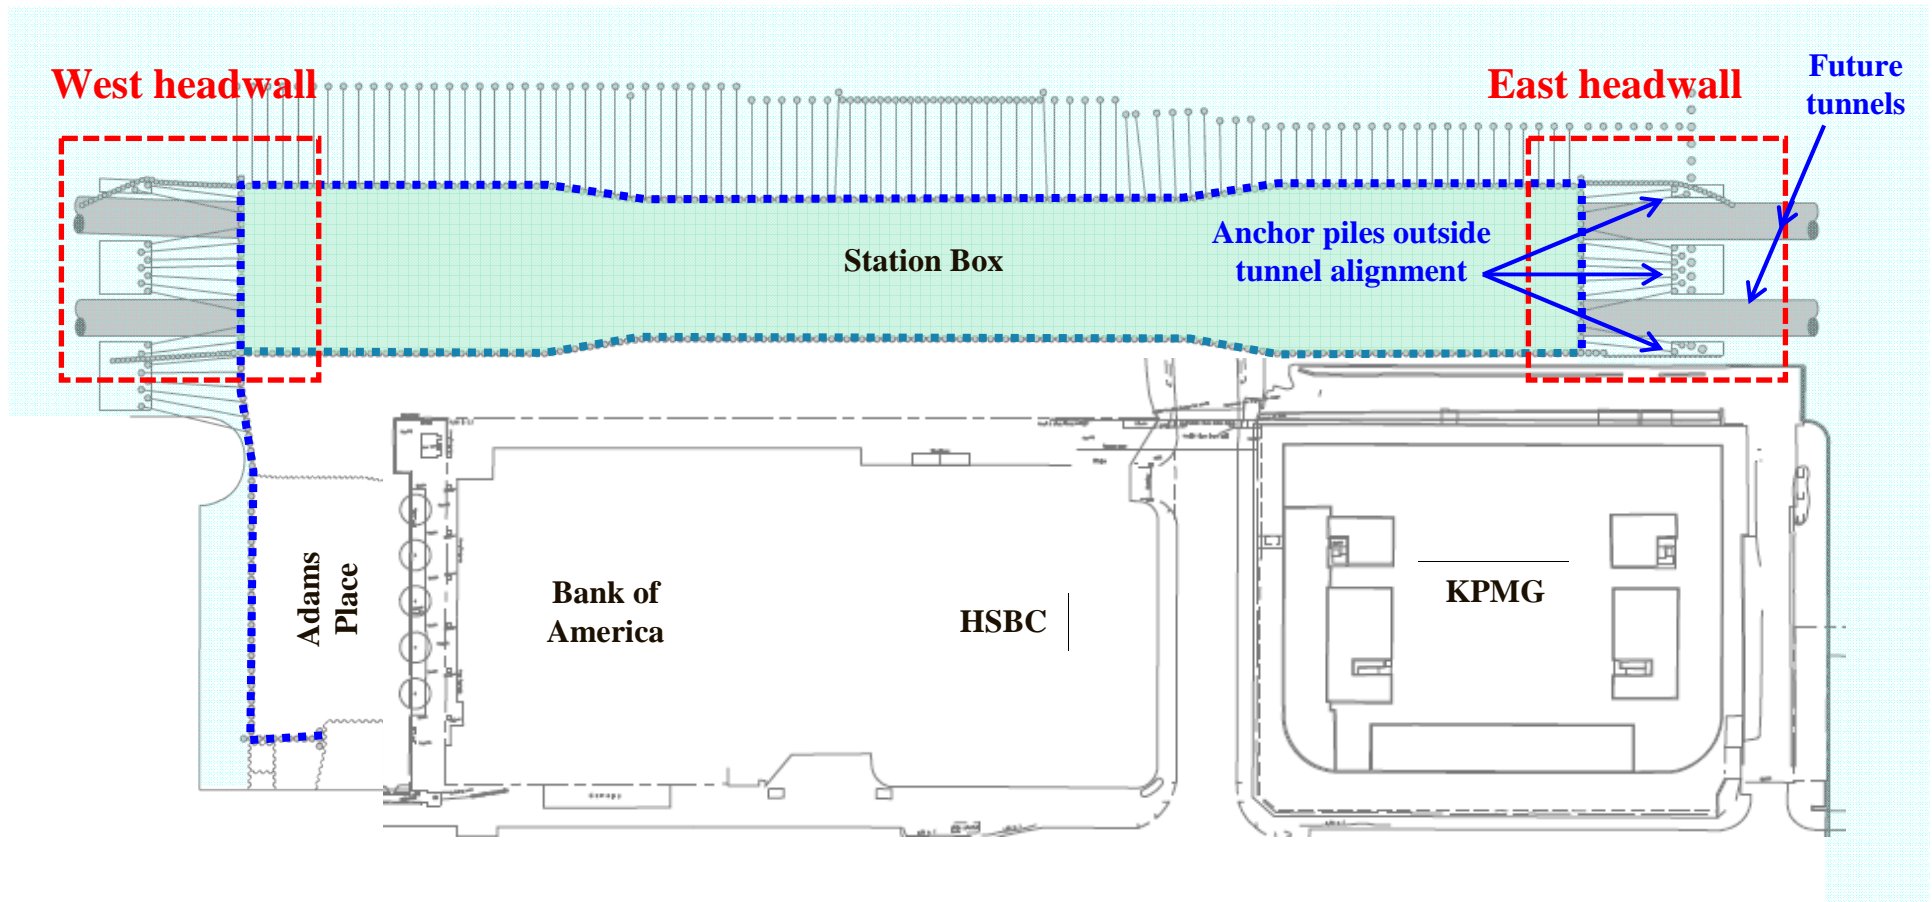 West headwall
East headwall
Future
tunnels
Anchor piles outside
tunnel alignment
Station Box
Adams
Place
Bank of
America
HSBC
KPMG
canopy